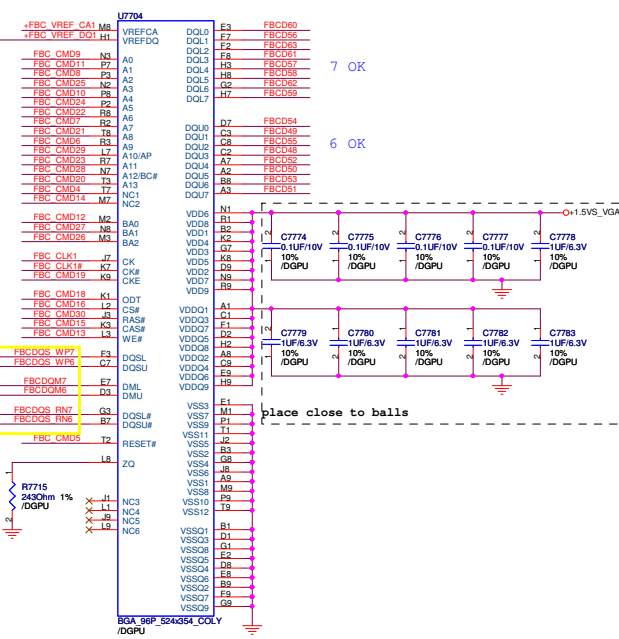 U7704
+FBC_VREF_CA1 M8 VREFCA
+FBC_VREF_DQ1 H1 VREFDQ
FBC_CMD9 N3 A0
FBC_CMD11 P7 A1
FBC_CMD8 P3 A2
FBC_CMD25 N2 A3
FBC_CMD10 P8 A4
FBC_CMD24 P2 A5
FBC_CMD22 R8 A6
FBC_CMD7 R2 A7
FBC_CMD21 T8 A8
FBC_CMD6 R3 A9
FBC_CMD29 L7 A10/AP
FBC_CMD23 R7 A11
FBC_CMD28 N7 A12/BC#
FBC_CMD20 T3 A13
FBC_CMD4 T7 NC1
FBC_CMD14 M7 NC2
FBC_CMD12 M2 BA0
FBC_CMD27 N8 BA1
FBC_CMD26 M3 BA2
FBC_CLK1 J7 CK
FBC_CLK1# K7 CK#
FBC_CMD19 K9 CKE
FBC_CMD18 K1 ODT
FBC_CMD16 L2 CS#
FBC_CMD30 J3 RAS#
FBC_CMD15 K3 CAS#
FBC_CMD13 L3 WE#
FBCDQS_WP7 F3 DQSL
FBCDQS_WP6 C7 DQSU
FBCDQM7 E7 DML
FBCDQM6 D3 DMU
FBCDQS_RN7 G3 DQSL#
FBCDQS_RN6 B7 DQSU#
FBC_CMD5 T2 RESET#
L8 ZQ
1
R7715
243Ohm 1%
/DGPU
2
J1 NC3
L1 NC4
J9 NC5
L9 NC6
DQL0 E3 FBCD60
DQL1 F7 FBCD56
DQL2 F2 FBCD63
DQL3 F8 FBCD61
DQL4 H3 FBCD57
DQL5 H8 FBCD58
DQL6 G2 FBCD62
DQL7 H7 FBCD59
7 OK
DQU0 D7 FBCD54
DQU1 C3 FBCD49
DQU2 C8 FBCD55
DQU3 C2 FBCD48
DQU4 A7 FBCD52
DQU5 A2 FBCD50
DQU6 B8 FBCD53
DQU7 A3 FBCD51
6 OK
VDD6 N1
VDD8 R1
VDD1 B2
VDD4 K2
VDD3 G7
VDD5 K8
VDD2 D9
VDD7 N9
VDD9 R9
VDDQ1 A1
VDDQ3 C1
VDDQ7 F1
VDDQ5 D2
VDDQ8 H2
VDDQ2 A8
VDDQ4 C9
VDDQ6 E9
VDDQ9 H9
VSS3 E1
VSS7 M1
VSS9 P1
VSS11 T1
VSS5 J2
VSS2 B3
VSS4 G8
VSS6 J8
VSS1 A9
VSS8 M9
VSS10 P9
VSS12 T9
VSSQ1 B1
VSSQ3 D1
VSSQ8 G1
VSSQ5 E2
VSSQ4 D8
VSSQ6 E8
VSSQ2 B9
VSSQ7 F9
VSSQ9 G9
+1.5VS_VGA
2 2 2 2 2
C7774 C7775 C7776 C7777 C7778
0.1UF/10V 0.1UF/10V 0.1UF/10V 0.1UF/10V 1UF/6.3V
10% 10% 10% 10% 10%
/DGPU /DGPU /DGPU /DGPU /DGPU
1 1 1 1 1
C7779 C7780 C7781 C7782 C7783
1UF/6.3V 1UF/6.3V 1UF/6.3V 1UF/6.3V 1UF/6.3V
10% 10% 10% 10% 10%
/DGPU /DGPU /DGPU /DGPU /DGPU
place close to balls
BGA_96P_524x354_COLY
/DGPU